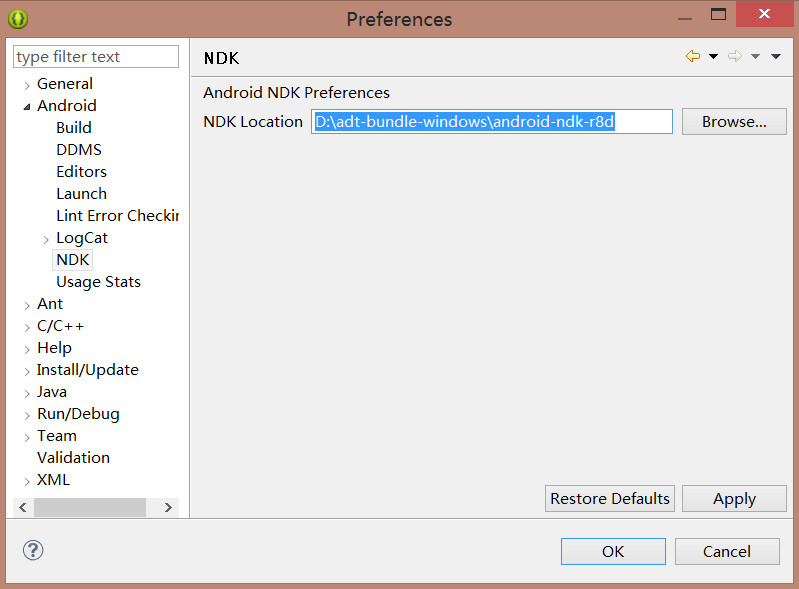 Preferences
type filter text
General
Android
Build
DDMS
Editors
Launch
Lint Error Checkin
LogCat
NDK
Usage Stats
Ant
C/C++
Help
Install/Update
Java
Run/Debug
Team
Validation
XML
NDK
Android NDK Preferences
NDK Location D:\adt-bundle-windows\android-ndk-r8d Browse...
Restore Defaults Apply
? OK Cancel